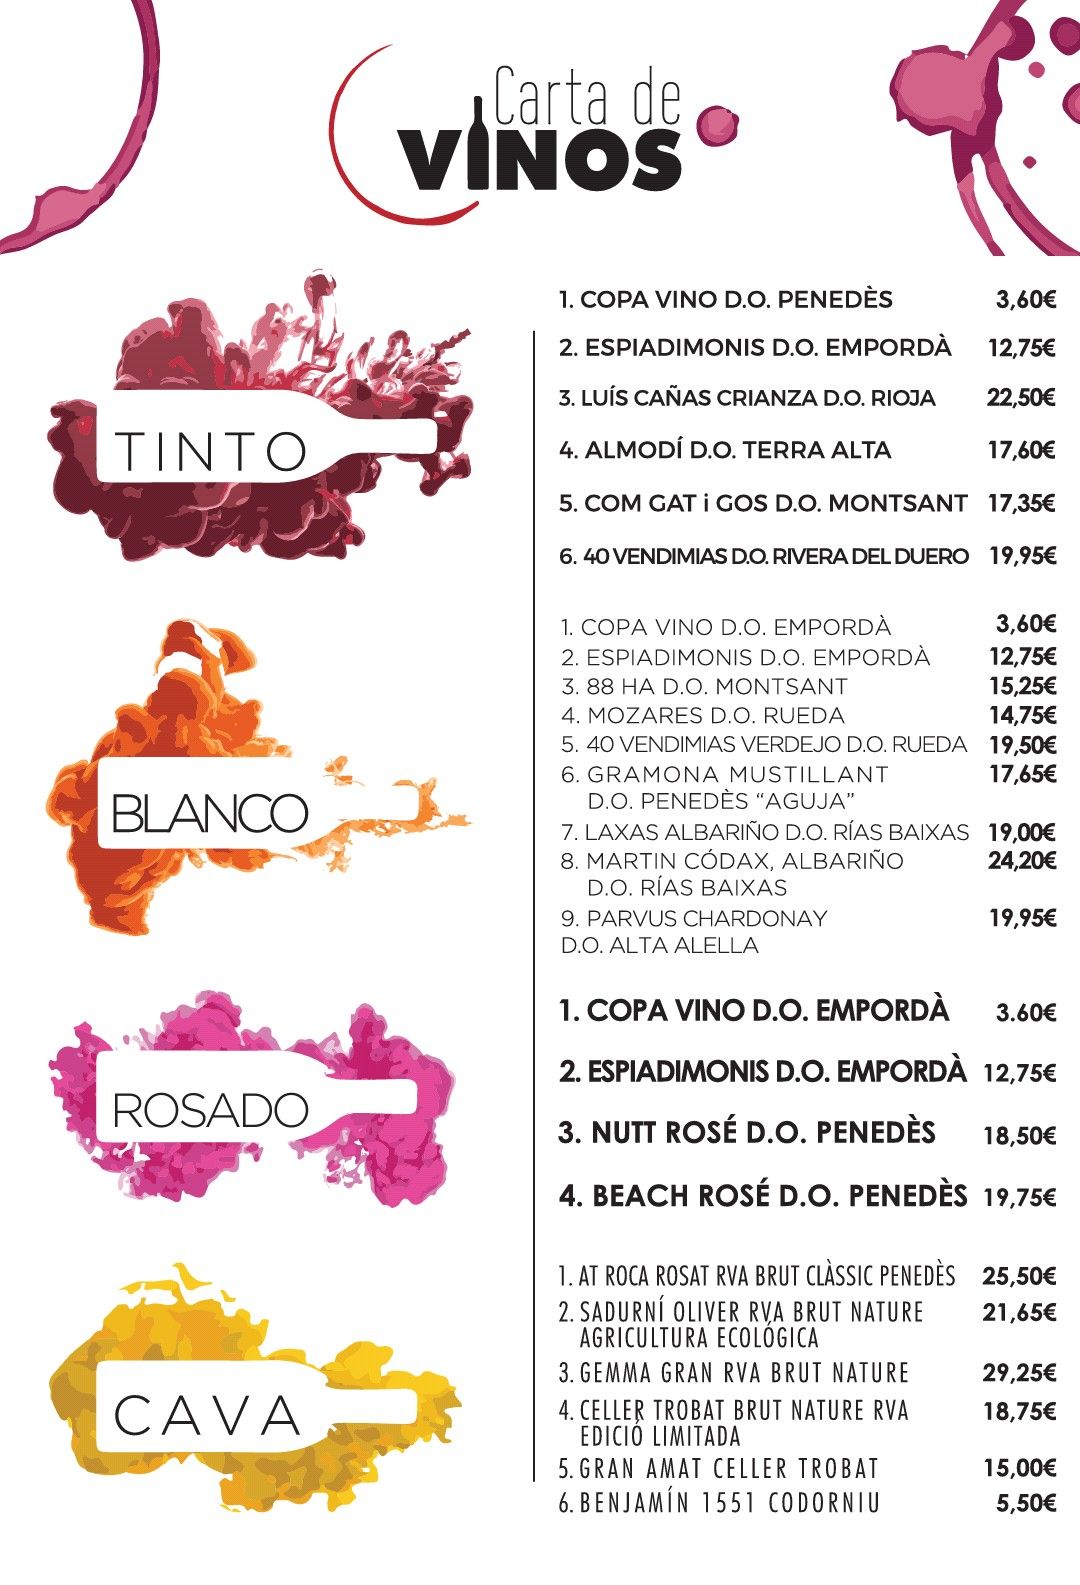 Carta de
VINOS
TINTO
1. COPA VINO D.O. PENEDÈS 3,60€
2. ESPIADIMONIS D.O. EMPORDÀ 12,75€
3. LUÍS CAÑAS CRIANZA D.O. RIOJA 22,50€
4. ALMODÍ D.O. TERRA ALTA 17,60€
5. COM GAT i GOS D.O. MONTSANT 17,35€
6. 40 VENDIMIAS D.O. RIVERA DEL DUERO 19,95€
BLANCO
1. COPA VINO D.O. EMPORDÀ 3,60€
2. ESPIADIMONIS D.O. EMPORDÀ 12,75€
3. 88 HA D.O. MONTSANT 15,25€
4. MOZARES D.O. RUEDA 14,75€
5. 40 VENDIMIAS VERDEJO D.O. RUEDA 19,50€
6. GRAMONA MUSTILLANT 17,65€
D.O. PENEDÈS “AGUJA”
7. LAXAS ALBARIÑO D.O. RÍAS BAIXAS 19,00€
8. MARTIN CÓDAX, ALBARIÑO 24,20€
D.O. RÍAS BAIXAS
9. PARVUS CHARDONAY 19,95€
D.O. ALTA ALELLA
ROSADO
1. COPA VINO D.O. EMPORDÀ 3.60€
2. ESPIADIMONIS D.O. EMPORDÀ 12,75€
3. NUTT ROSÉ D.O. PENEDÈS 18,50€
4. BEACH ROSÉ D.O. PENEDÈS 19,75€
CAVA
1. AT ROCA ROSAT RVA BRUT CLÀSSIC PENEDÈS 25,50€
2. SADURNÍ OLIVER RVA BRUT NATURE 21,65€
AGRICULTURA ECOLÓGICA
3. GEMMA GRAN RVA BRUT NATURE 29,25€
4. CELLER TROBAT BRUT NATURE RVA 18,75€
EDICIÓ LIMITADA
5. GRAN AMAT CELLER TROBAT 15,00€
6. BENJAMÍN 1551 CODORNIU 5,50€